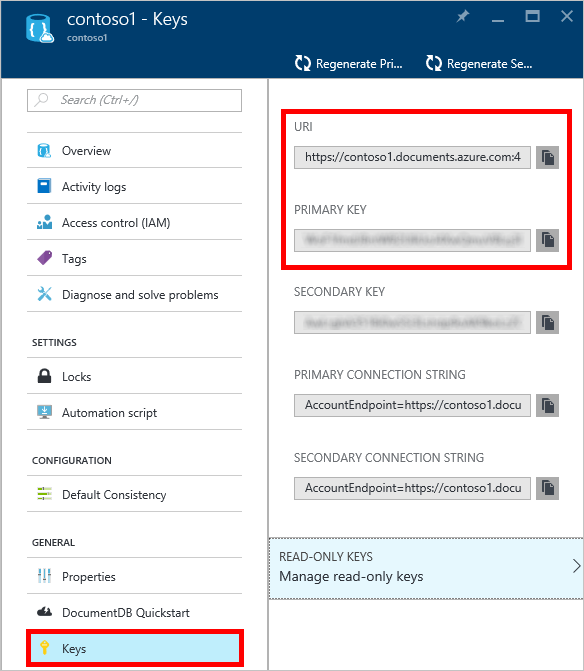 contoso1 - Keys
contoso1
Regenerate Pri...
Regenerate Se...
Search (Ctrl+/)
Overview
Activity logs
Access control (IAM)
Tags
Diagnose and solve problems
SETTINGS
Locks
Automation script
CONFIGURATION
Default Consistency
GENERAL
Properties
DocumentDB Quickstart
Keys
URI
https://contoso1.documents.azure.com:4
PRIMARY KEY
SECONDARY KEY
PRIMARY CONNECTION STRING
AccountEndpoint=https://contoso1.docu
SECONDARY CONNECTION STRING
AccountEndpoint=https://contoso1.docu
READ-ONLY KEYS
Manage read-only keys